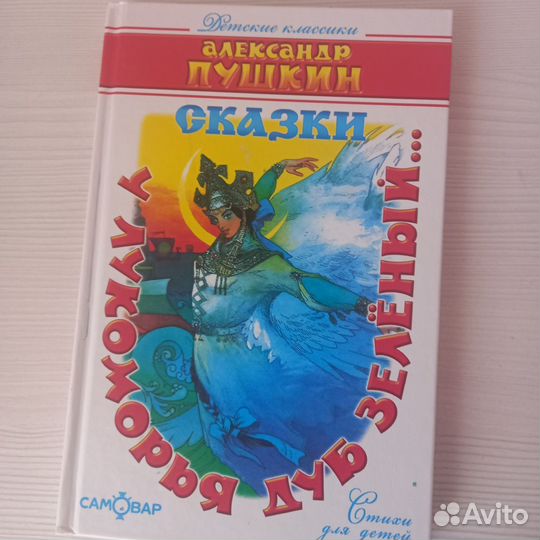 Детские классики
АЛЕКСАНДР
ПУШКИН
СКАЗКИ
У ЛУКОМОРЬЯ ДУБ ЗЕЛЁНЫЙ...
САМОВАР
Стихи
для детей
Avito